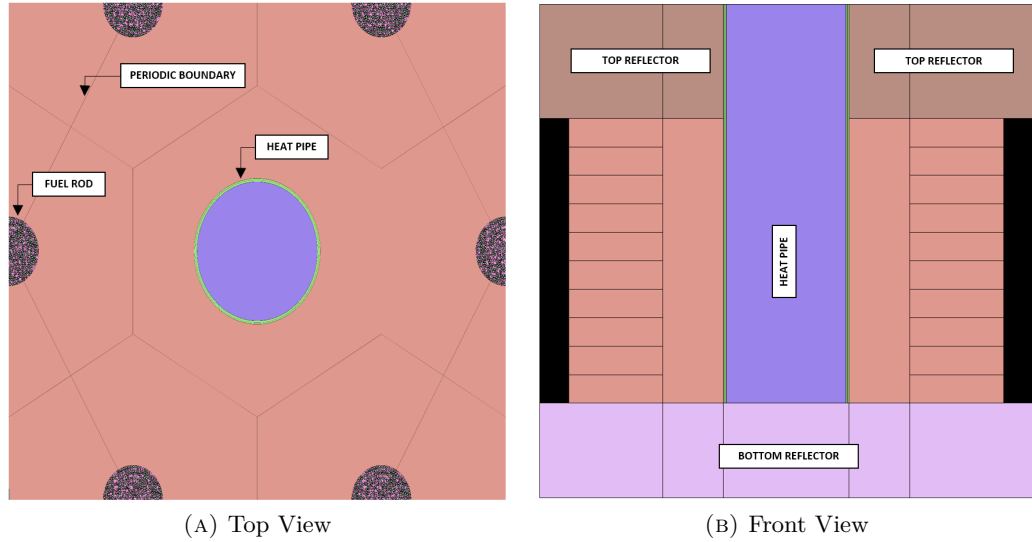 PERIODIC BOUNDARY
HEAT PIPE
FUEL ROD
(A) Top View
TOP REFLECTOR
TOP REFLECTOR
HEAT PIPE
BOTTOM REFLECTOR
(B) Front View